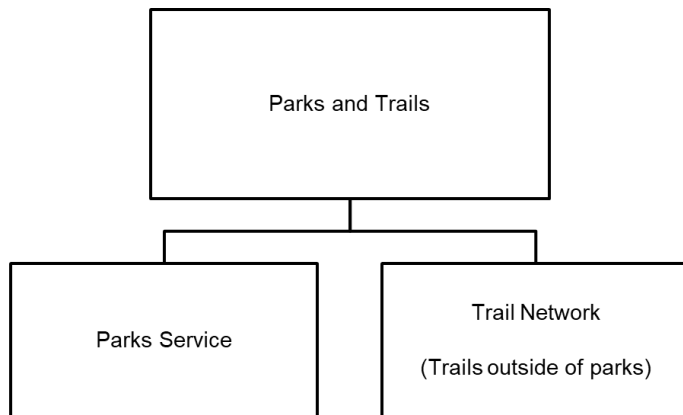 Parks and Trails
Parks Service
Trail Network
(Trails outside of parks)